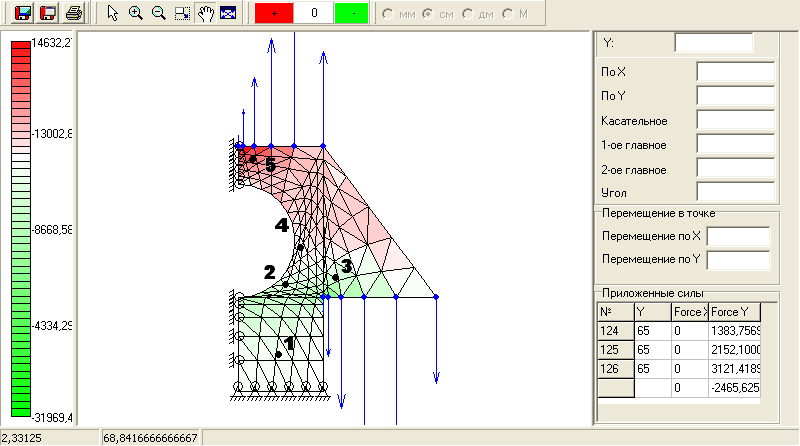 + 0 - мм см дм М
14632,2
-13002,8
-8668,58
-4334,29
-31969,4
5
4
3
2
1
Y:
По X
По Y
Касательное
1-ое главное
2-ое главное
Угол
Перемещение в точке
Перемещение по X
Перемещение по Y
Приложенные силы
№ Y Force X Force Y
124 65 0 1383,7569
125 65 0 2152,1000
126 65 0 3121,4189
0 -2465,625
2,33125 68,8416666666667